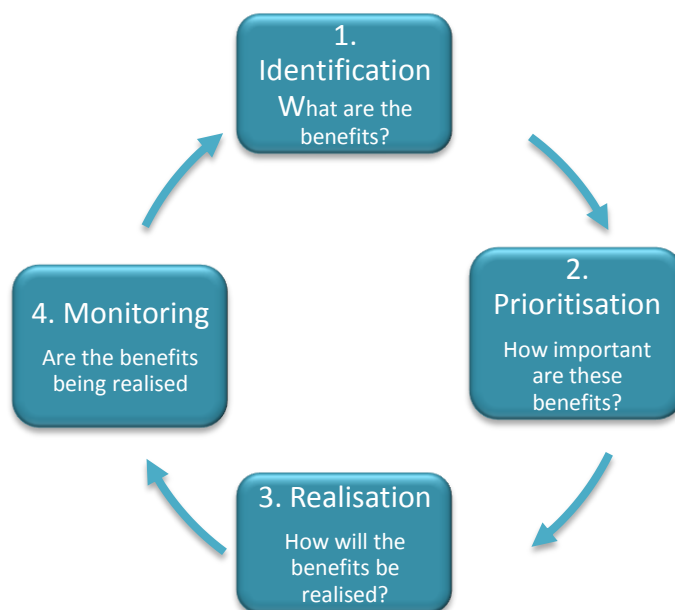 1.
Identification
What are the
benefits?
2.
Prioritisation
How important
are these
benefits?
3. Realisation
How will the
benefits be
realised?
4. Monitoring
Are the benefits
being realised